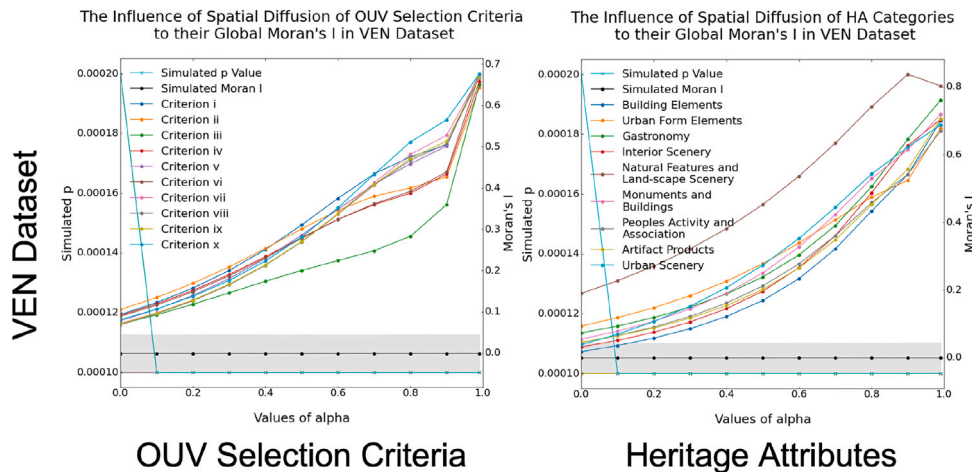 The Influence of Spatial Diffusion of OUV Selection Criteria
to their Global Moran's I in VEN Dataset
VEN Dataset
Simulated p
0.00020
0.00018
0.00016
0.00014
0.00012
0.00010
Simulated p Value
Simulated Moran I
Criterion i
Criterion ii
Criterion iii
Criterion iv
Criterion v
Criterion vi
Criterion vii
Criterion viii
Criterion ix
Criterion x
0.7
0.6
0.5
0.4
0.3
0.2
0.1
0.0
Moran's I
0.0 0.2 0.4 0.6 0.8 1.0
Values of alpha
OUV Selection Criteria
The Influence of Spatial Diffusion of HA Categories
to their Global Moran's I in VEN Dataset
Simulated p
0.00020
0.00018
0.00016
0.00014
0.00012
0.00010
Simulated p Value
Simulated Moran I
Building Elements
Urban Form Elements
Gastronomy
Interior Scenery
Natural Features and
Land-scape Scenery
Monuments and
Buildings
Peoples Activity and
Association
Artifact Products
Urban Scenery
0.8
0.6
0.4
0.2
0.0
Moran's I
0.0 0.2 0.4 0.6 0.8 1.0
Values of alpha
Heritage Attributes